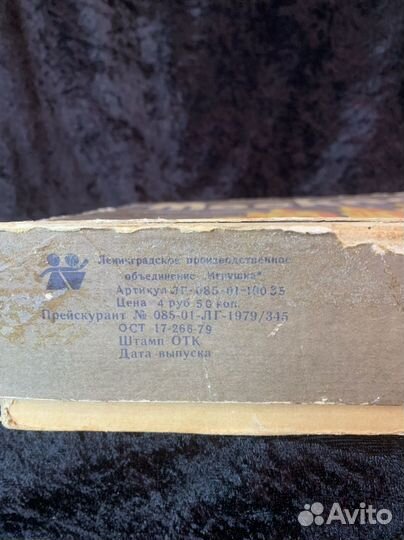 Ленинградское производственное
объединение „Игрушка"
Артикул ЛГ-085-01-10035
Цена 4 руб 50 коп.
Прейскурант № 085-01-ЛГ-1979/345
ОСТ 17-266-79
Штамп ОТК
Дата выпуска
Avito